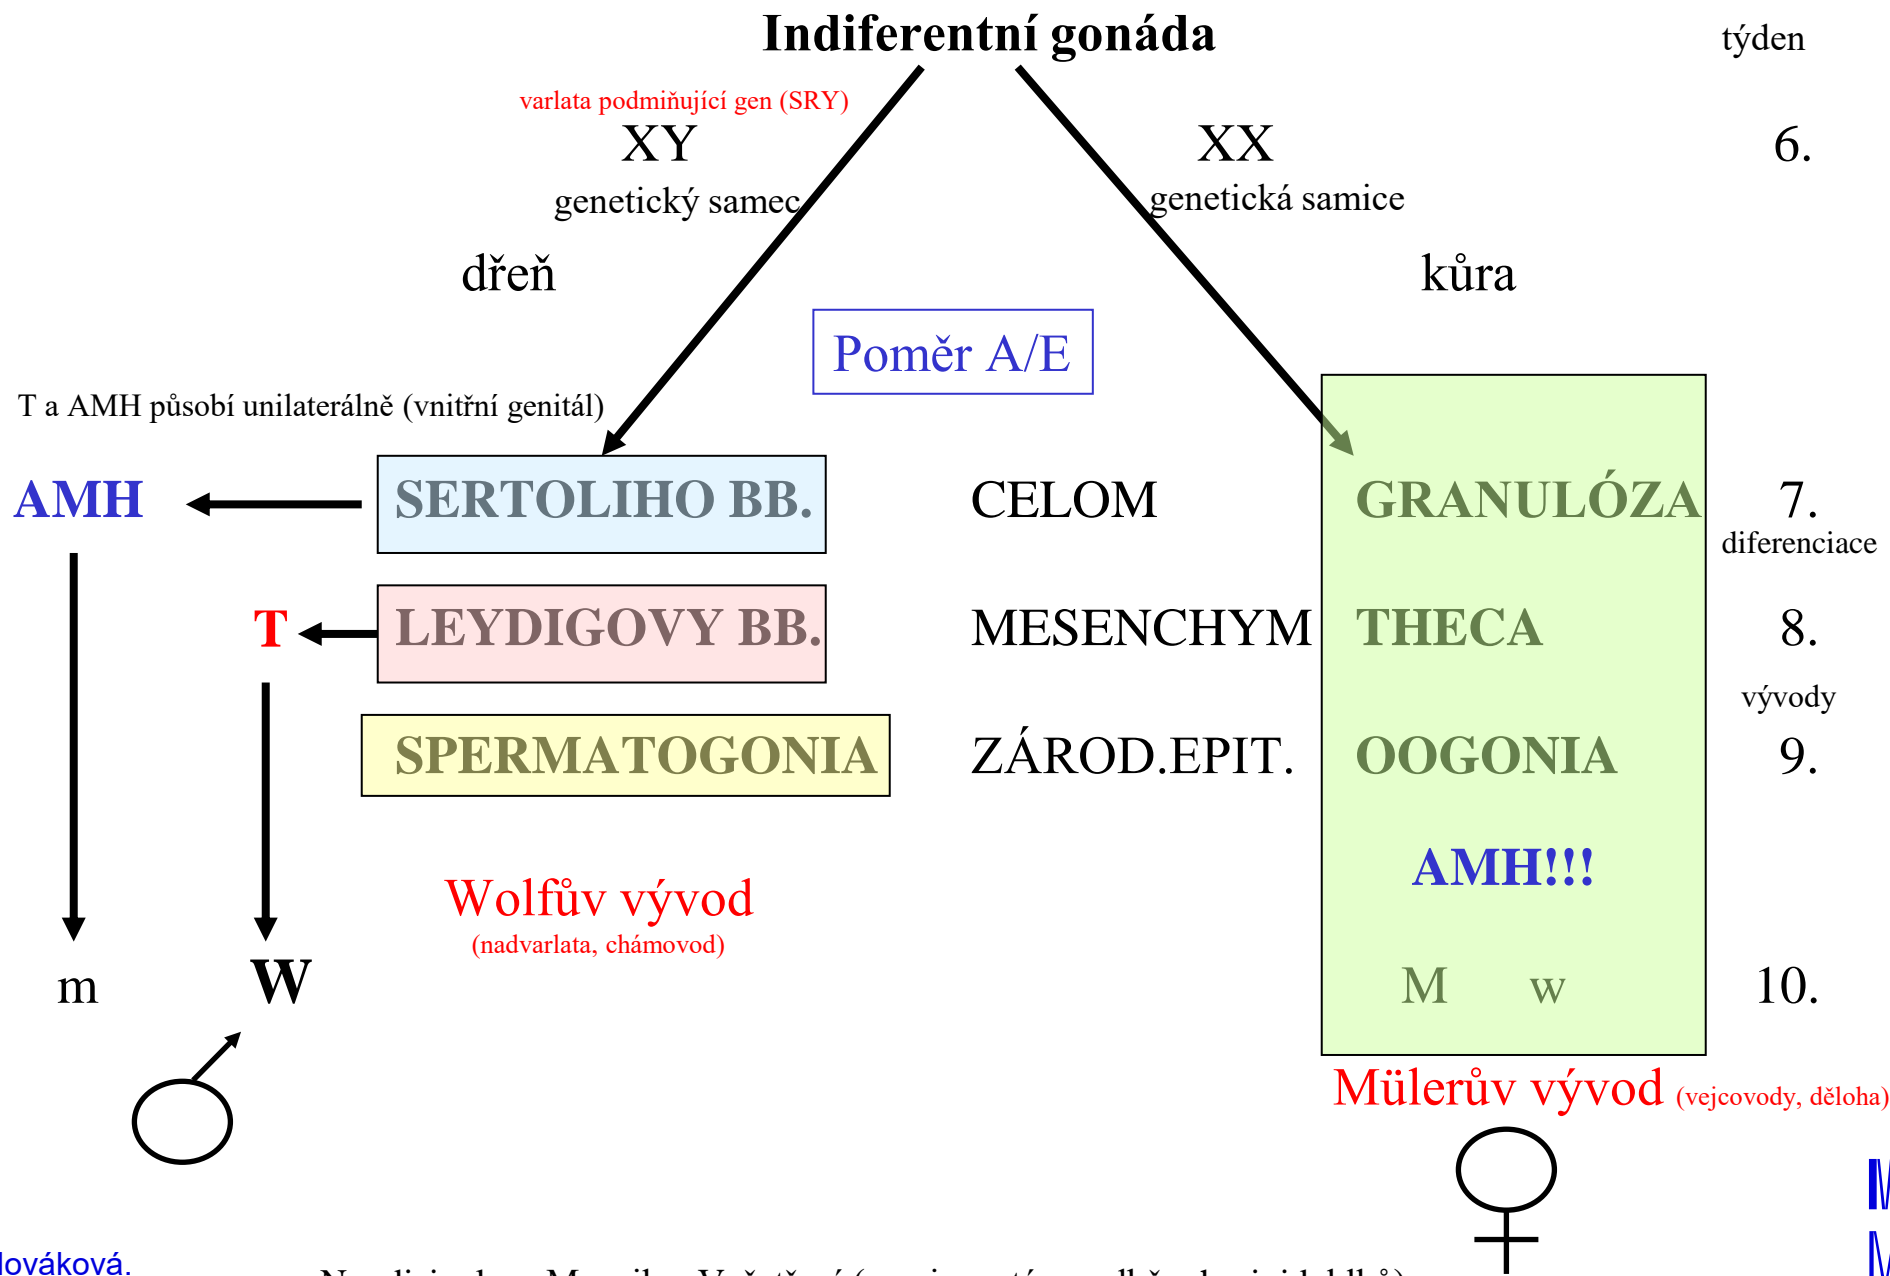 Indiferentní gonáda
týden
varlata podmiňující gen (SRY)
XY
XX
6.
genetický samec
genetická samice
dřeň
kůra
Poměr A/E
T a AMH působí unilaterálně (vnitřní genitál)
AMH
SERTOLIHO BB.
CELOM
GRANULÓZA
7.
diferenciace
T
LEYDIGOVY BB.
MESENCHYM
THECA
8.
vývody
SPERMATOGONIA
ZÁROD.EPIT.
OOGONIA
9.
AMH!!!
Wolfův vývod
(nadvarlata, chámovod)
m
W
M w
10.
Mülerův vývod (vejcovody, děloha)